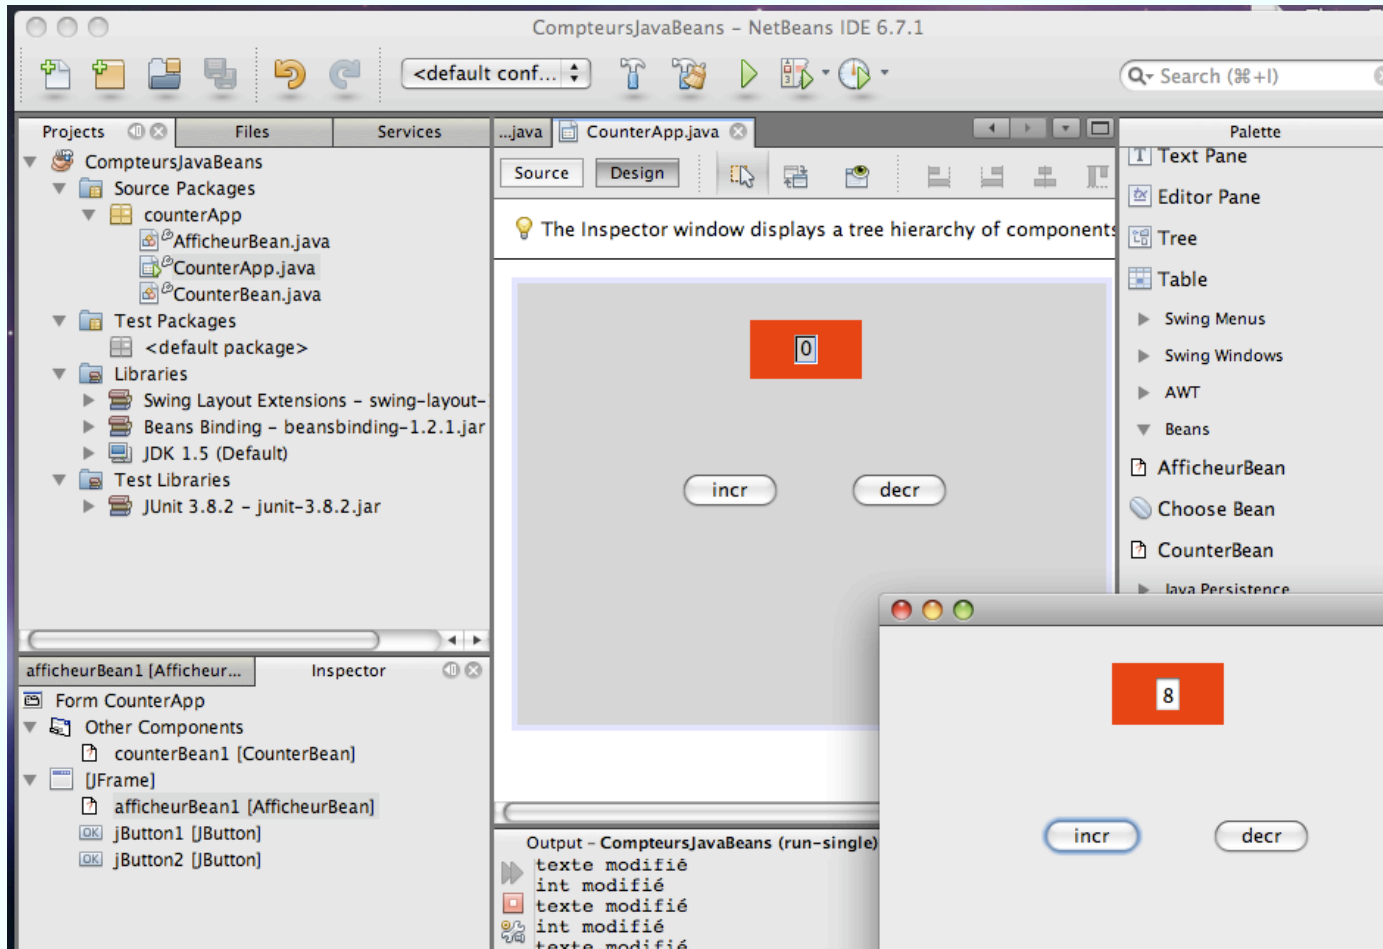 CompteursJavaBeans – NetBeans IDE 6.7.1
<default conf...
Search (⌘+I)
Projects
Files
Services
CompteursJavaBeans
Source Packages
counterApp
AfficheurBean.java
CounterApp.java
CounterBean.java
Test Packages
<default package>
Libraries
Swing Layout Extensions – swing-layout-
Beans Binding – beansbinding-1.2.1.jar
JDK 1.5 (Default)
Test Libraries
JUnit 3.8.2 – junit-3.8.2.jar
...java
CounterApp.java
Source
Design
The Inspector window displays a tree hierarchy of components
0
incr
decr
Palette
Text Pane
Editor Pane
Tree
Table
Swing Menus
Swing Windows
AWT
Beans
AfficheurBean
Choose Bean
CounterBean
Java Persistence
afficheurBean1 [Afficheur...
Inspector
Form CounterApp
Other Components
counterBean1 [CounterBean]
[JFrame]
afficheurBean1 [AfficheurBean]
OK jButton1 [JButton]
OK jButton2 [JButton]
Output – CompteursJavaBeans (run-single)
texte modifié
int modifié
texte modifié
int modifié
texte modifié
8
incr
decr